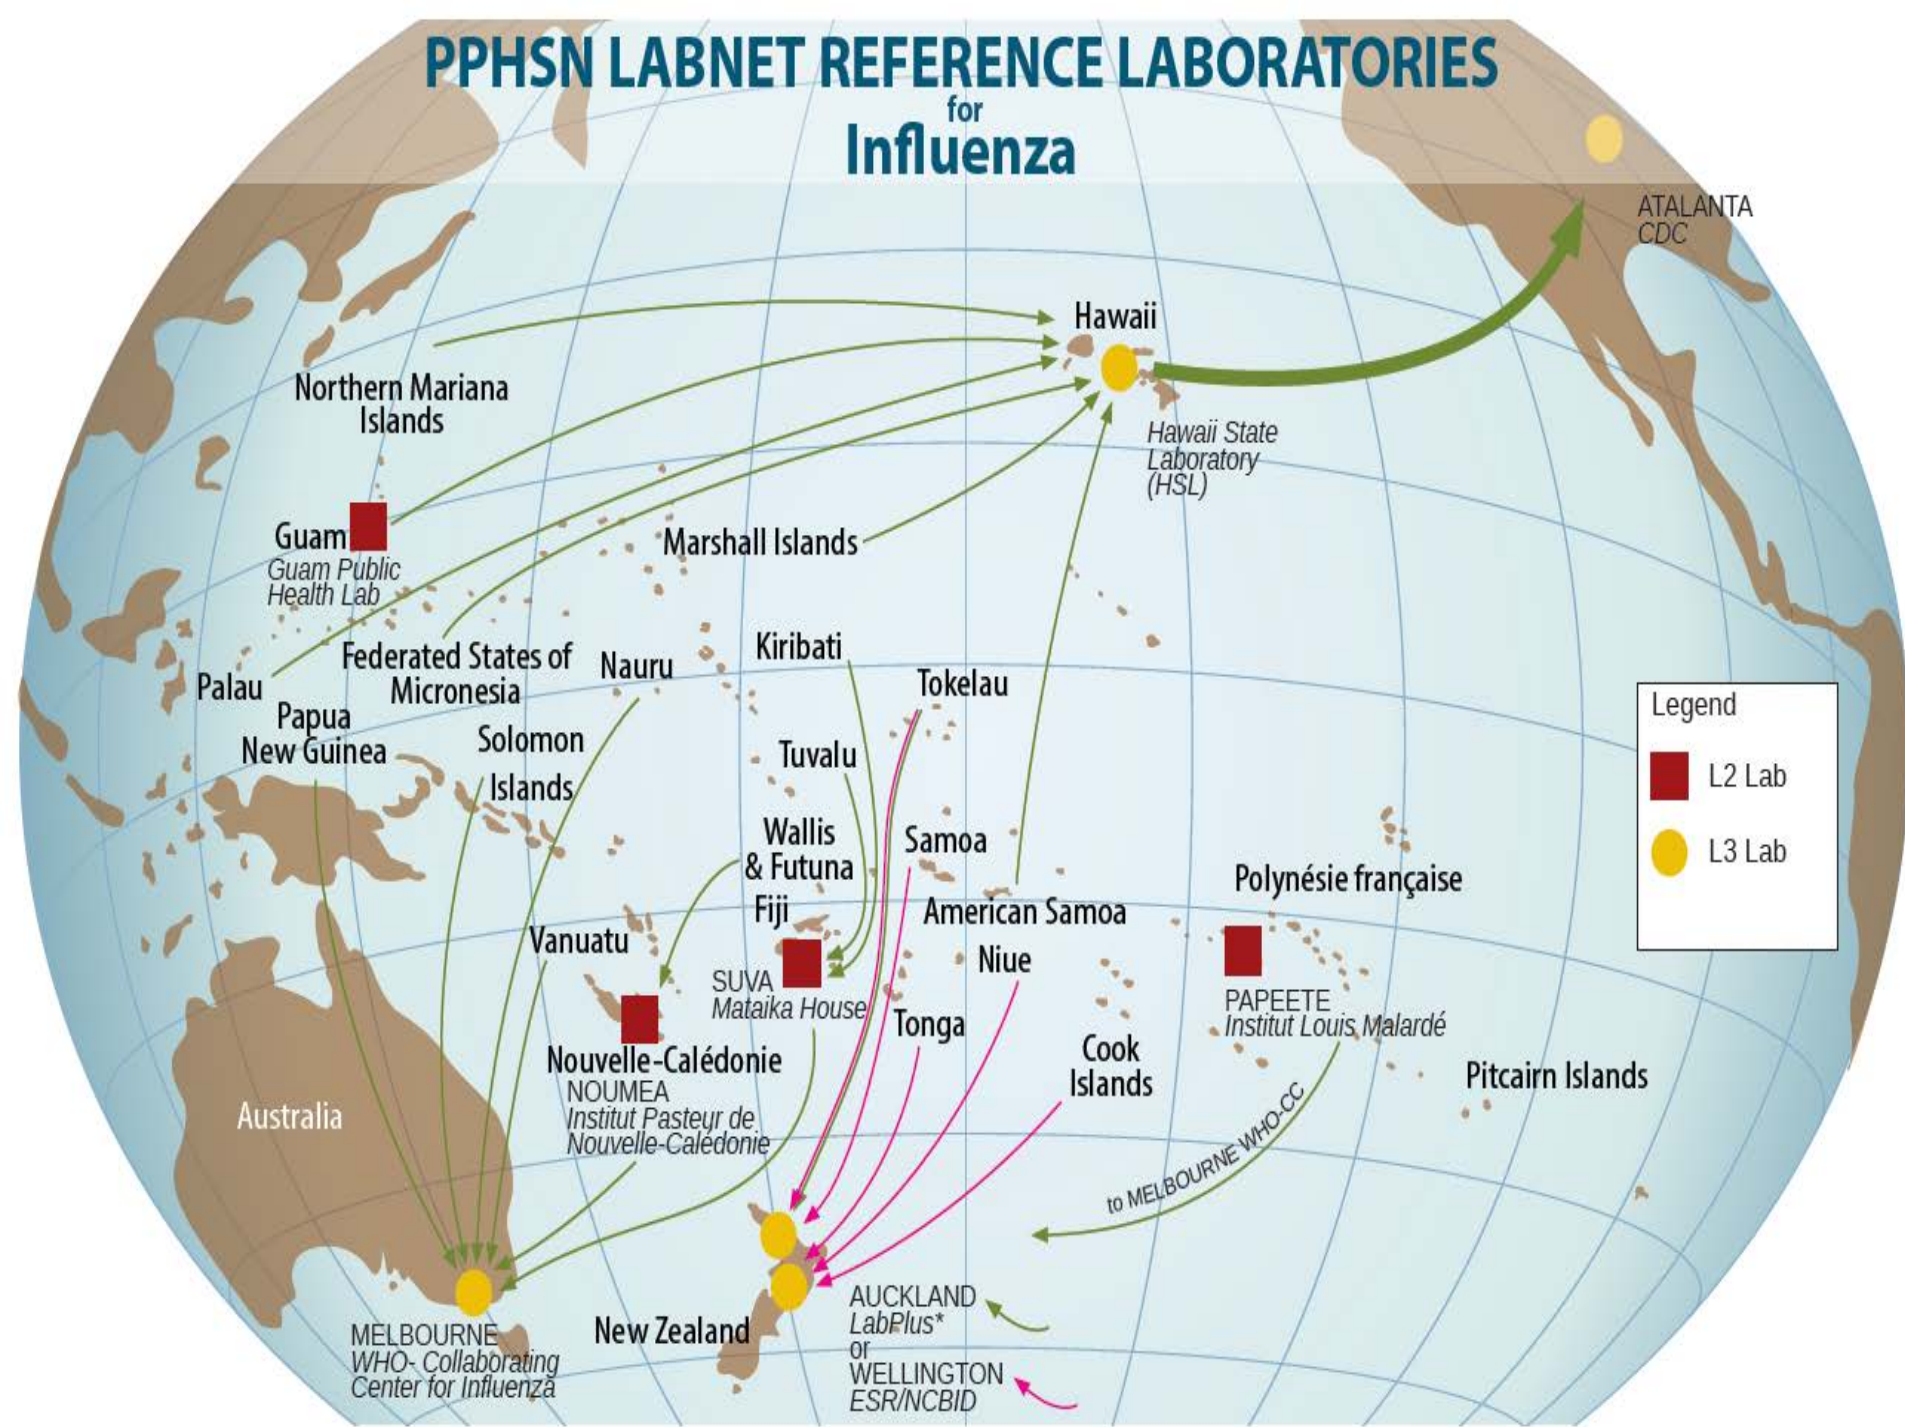 PPHSN LABNET REFERENCE LABORATORIES
for
Influenza
ATALANTA
CDC
Hawaii
Hawaii State
Laboratory
(HSL)
Northern Mariana
Islands
Guam
Guam Public
Health Lab
Marshall Islands
Palau
Federated States of
Micronesia
Nauru
Kiribati
Tokelau
Papua
New Guinea
Solomon
Islands
Tuvalu
Wallis
& Futuna
Samoa
Fiji
American Samoa
Polynésie française
Vanuatu
SUVA
Mataika House
Niue
PAPEETE
Institut Louis Malardé
Tonga
Cook
Islands
Pitcairn Islands
Nouvelle-Calédonie
NOUMEA
Institut Pasteur de
Nouvelle-Calédonie
Australia
to MELBOURNE WHO-CC
New Zealand
MELBOURNE
WHO- Collaborating
Center for Influenza
AUCKLAND
LabPlus*
or
WELLINGTON
ESR/NCBID
Legend
L2 Lab
L3 Lab